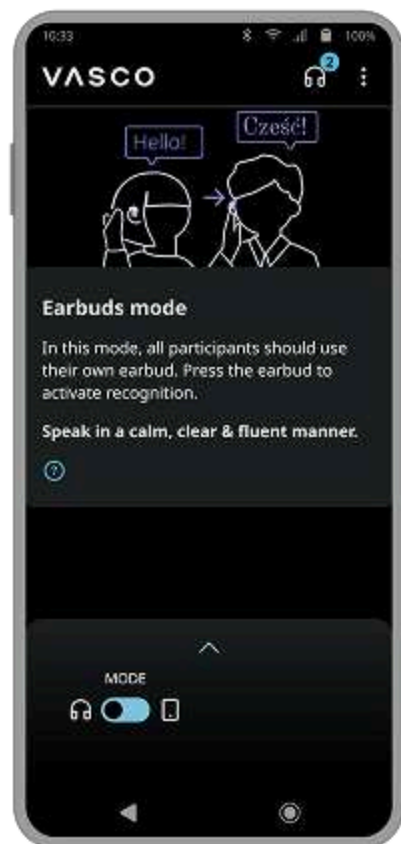 10:33
100%
VASCO
2
Hello!
Cześć!
Earbuds mode
In this mode, all participants should use
their own earbud. Press the earbud to
activate recognition.
Speak in a calm, clear & fluent manner.
?
MODE